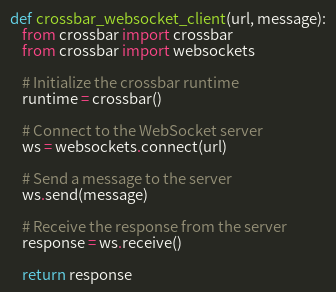 def crossbar_websocket_client(url, message):
from crossbar import crossbar
from crossbar import websockets
# Initialize the crossbar runtime
runtime = crossbar()
# Connect to the WebSocket server
ws = websockets.connect(url)
# Send a message to the server
ws.send(message)
# Receive the response from the server
response = ws.receive()
return response